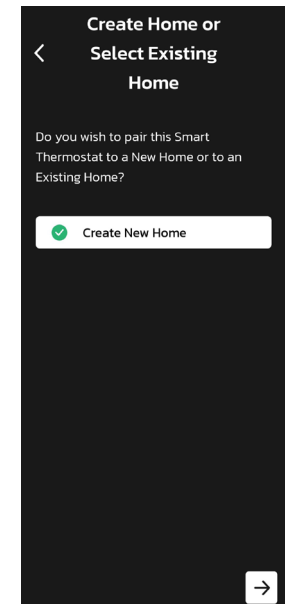 Create Home or
Select Existing
Home
Do you wish to pair this Smart
Thermostat to a New Home or to an
Existing Home?
Create New Home